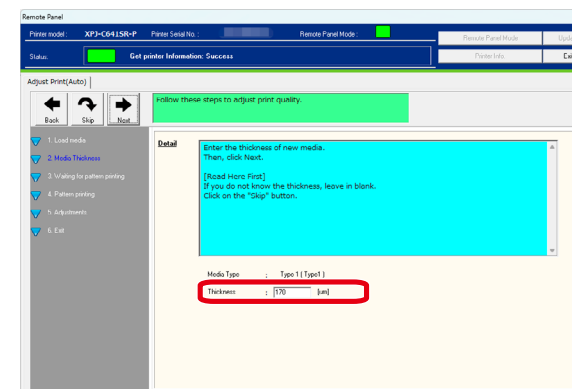 Remote Panel
Printer model : XPJ-C641SR-P Printer Serial No. : Remote Panel Mode :
Remote Panel Mode Upda
Status: Get printer Information: Success
Printer Info. Exi
Adjust Print(Auto)
Follow these steps to adjust print quality.
Back Skip Next
1. Load media
2. Media Thickness
3. Waiting for pattern printing
4. Pattern printing
5. Adjustments
6. Exit
Detail
Enter the thickness of new media.
Then, click Next.
[Read Here First]
If you do not know the thickness, leave in blank.
Click on the "Skip" button.
Media Type : Type 1 ( Type1 )
Thickness : 170 [um]